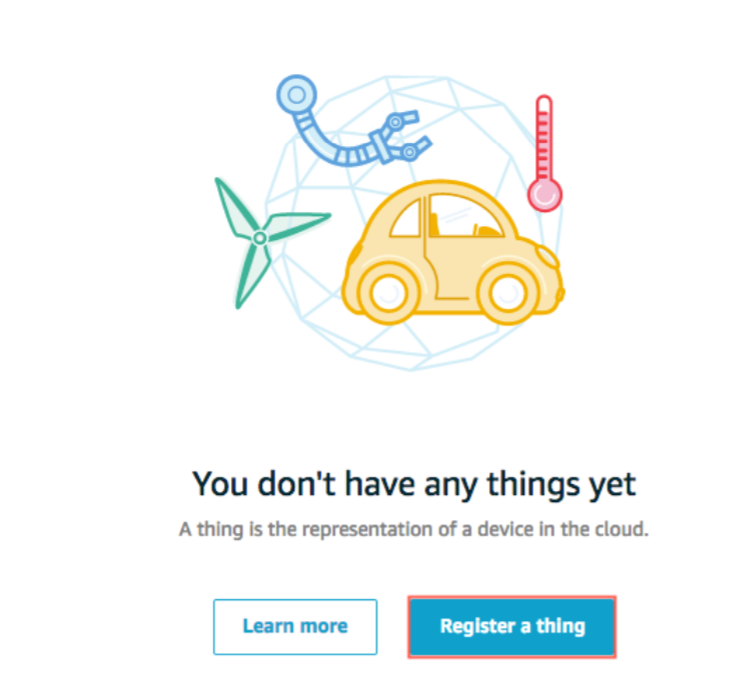 You don't have any things yet
A thing is the representation of a device in the cloud.
Learn more
Register a thing